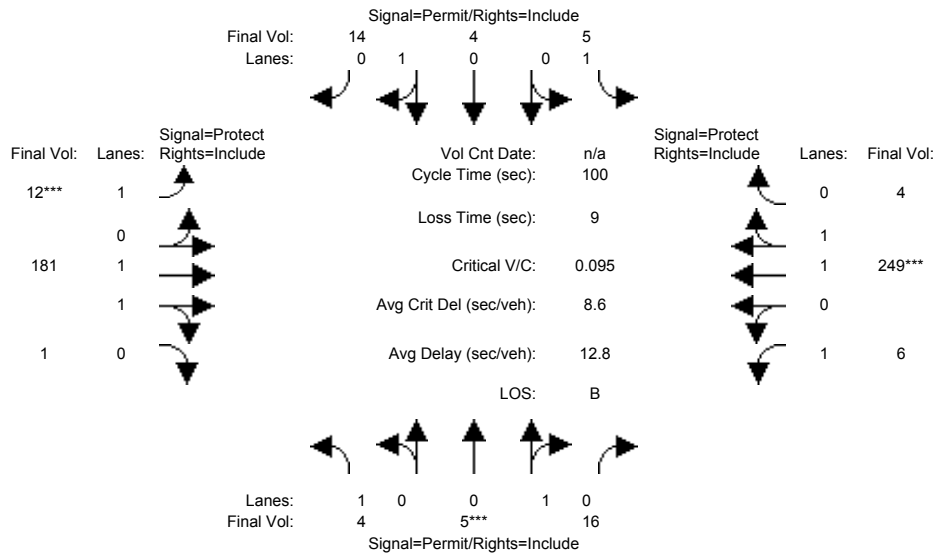 Signal=Permit/Rights=Include
Final Vol: 14 4 5
Lanes: 0 1 0 0 1
Signal=Protect
Final Vol: Lanes: Rights=Include
Vol Cnt Date: n/a
Signal=Protect
Rights=Include Lanes: Final Vol:
Cycle Time (sec): 100
12*** 1
0 4
Loss Time (sec): 9
0
1
181 1
Critical V/C: 0.095
1 249***
1
Avg Crit Del (sec/veh): 8.6
0
1 0
Avg Delay (sec/veh): 12.8
1 6
LOS: B
Lanes: 1 0 0 1 0
Final Vol: 4 5*** 16
Signal=Permit/Rights=Include